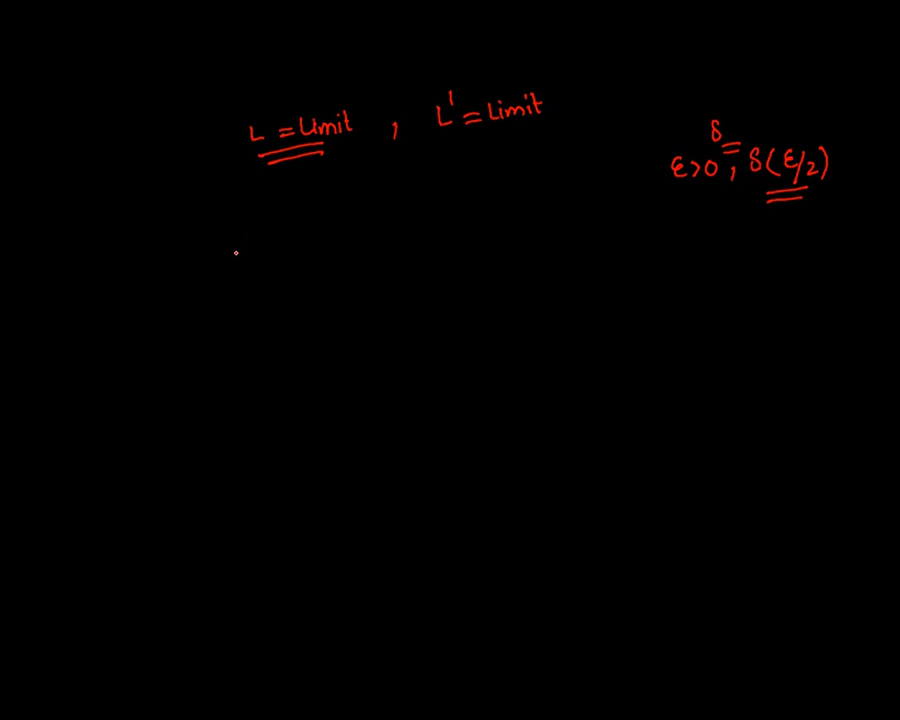 L = Limit , L' = Limit
δ
ε>0 , δ(ε/2)